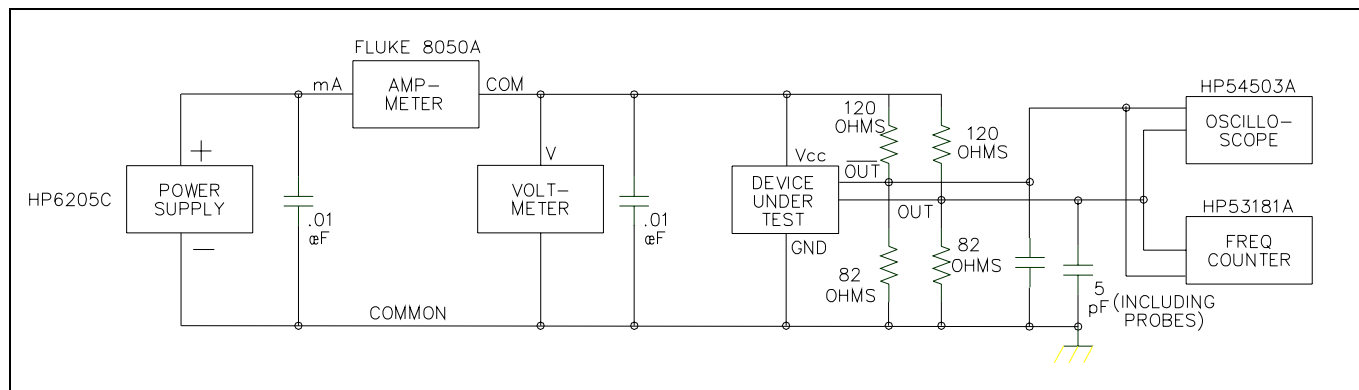 FLUKE 8050A
mA
AMP-
METER
COM
HP6205C
+
POWER
SUPPLY
—
.01
œF
V
VOLT-
METER
.01
œF
Vcc
DEVICE
UNDER
TEST
GND
OUT
OUT
120
OHMS
120
OHMS
82
OHMS
82
OHMS
5
pF (INCLUDING
PROBES)
HP54503A
OSCILLO-
SCOPE
HP53181A
FREQ
COUNTER
COMMON